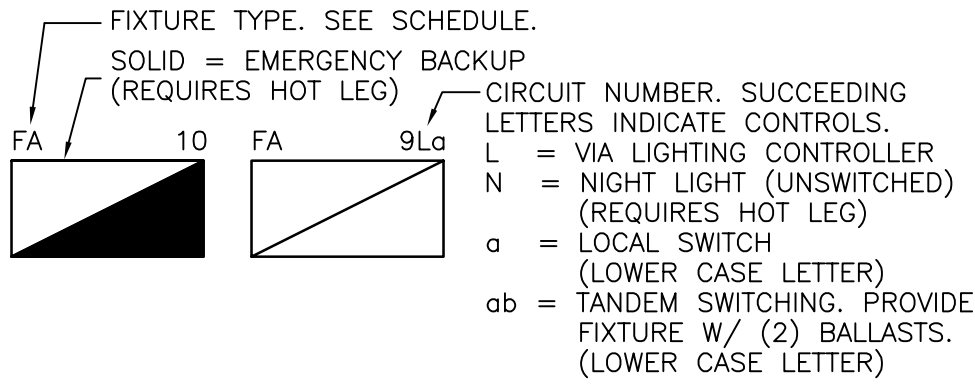 FIXTURE TYPE. SEE SCHEDULE.
SOLID = EMERGENCY BACKUP
(REQUIRES HOT LEG)
FA 10 FA 9La
CIRCUIT NUMBER. SUCCEEDING
LETTERS INDICATE CONTROLS.
L = VIA LIGHTING CONTROLLER
N = NIGHT LIGHT (UNSWITCHED)
(REQUIRES HOT LEG)
a = LOCAL SWITCH
(LOWER CASE LETTER)
ab = TANDEM SWITCHING. PROVIDE
FIXTURE W/ (2) BALLASTS.
(LOWER CASE LETTER)